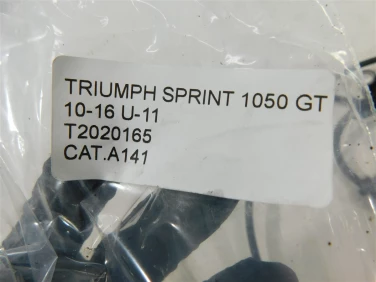 TRIUMPH SPRINT 1050 GT
10-16 U-11
T2020165
CAT.A141